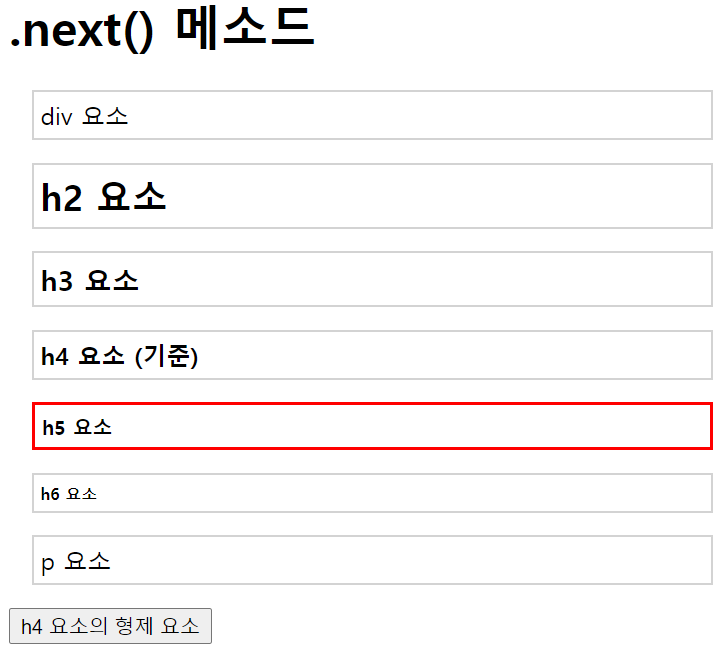 .next() 메소드
div 요소
h2 요소
h3 요소
h4 요소 (기준)
h5 요소
h6 요소
p 요소
h4 요소의 형제 요소